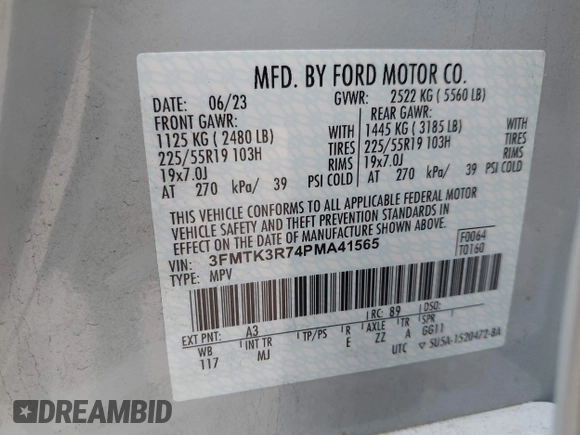 MFD. BY FORD MOTOR CO.
DATE: 06/23 GVWR: 2522 KG ( 5560 LB)
FRONT GAWR: REAR GAWR:
1125 KG ( 2480 LB) WITH 1445 KG ( 3185 LB) WITH
225/55R19 103H TIRES 225/55R19 103H TIRES
19x7.0J RIMS 19x7.0J RIMS
AT 270 kPa/ 39 PSI COLD AT 270 kPa/ 39 PSI COLD
THIS VEHICLE CONFORMS TO ALL APPLICABLE FEDERAL MOTOR
VEHICLE SAFETY AND THEFT PREVENTION STANDARDS IN
EFFECT ON THE DATE OF MANUFACTURE SHOWN ABOVE.
VIN: 3FMTK3R74PMA41565 F0064
TYPE: MPV T0160
EXT PNT: A3 RC: 89 DSO:
WB INT TR TP/PS R AXLE TR SPR
117 MJ E ZZ A GG11
UTC ▽ SU5A-1520472-BA
DREAMBID